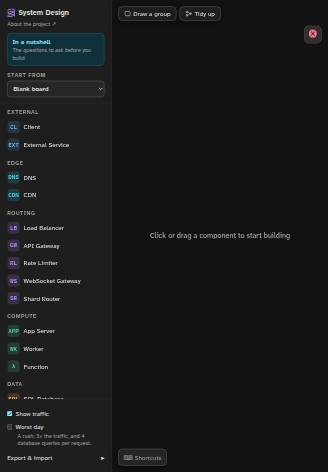 System Design
About the project ↗
In a nutshell
The questions to ask before you
build
START FROM
Blank board
EXTERNAL
CL Client
EXT External Service
EDGE
DNS DNS
CDN CDN
ROUTING
LB Load Balancer
GW API Gateway
RL Rate Limiter
WS WebSocket Gateway
SR Shard Router
COMPUTE
APP App Server
WK Worker
λ Function
DATA
SQL SQL Database
Show traffic
Worst day
A rush: 3× the traffic, and 4
database queries per request.
Export & Import ▸
Draw a group
Tidy up
Click or drag a component to start building
Shortcuts